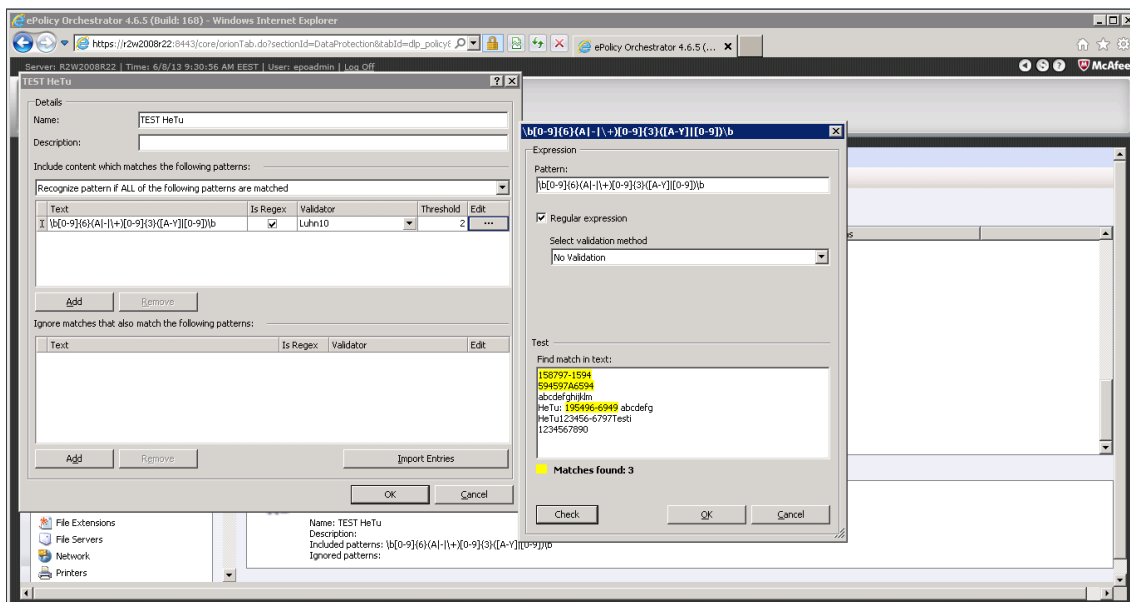 ePolicy Orchestrator 4.6.5 (Build: 168) - Windows Internet Explorer
https://r2w2008r22:8443/core/orionTab.do?sectionId=DataProtection&tabId=dlp_policy
ePolicy Orchestrator 4.6.5 (...
Server: R2W2008R22 | Time: 6/8/13 9:30:56 AM EEST | User: epoadmin | Log Off
McAfee
TEST HeTu
Details
Name:
TEST HeTu
Description:
Include content which matches the following patterns:
Recognize pattern if ALL of the following patterns are matched
Text Is Regex Validator Threshold Edit
\b[0-9]{6}(A|-|\+)[0-9]{3}([A-Y]|[0-9])\b Luhn10 2 ...
Add Remove
Ignore matches that also match the following patterns:
Text Is Regex Validator Edit
Add Remove Import Entries
OK Cancel
\b[0-9]{6}(A|-|\+)[0-9]{3}([A-Y]|[0-9])\b
Expression
Pattern:
\b[0-9]{6}(A|-|\+)[0-9]{3}([A-Y]|[0-9])\b
Regular expression
Select validation method
No Validation
Test
Find match in text:
158797-1594
594597A6594
abcdefghijklm
HeTu: 195496-6949 abcdefg
HeTu123456-6797Testi
1234567890
Matches found: 3
Check OK Cancel
File Extensions
File Servers
Network
Printers
Name: TEST HeTu
Description:
Included patterns: \b[0-9]{6}(A|-|\+)[0-9]{3}([A-Y]|[0-9])\b
Ignored patterns: